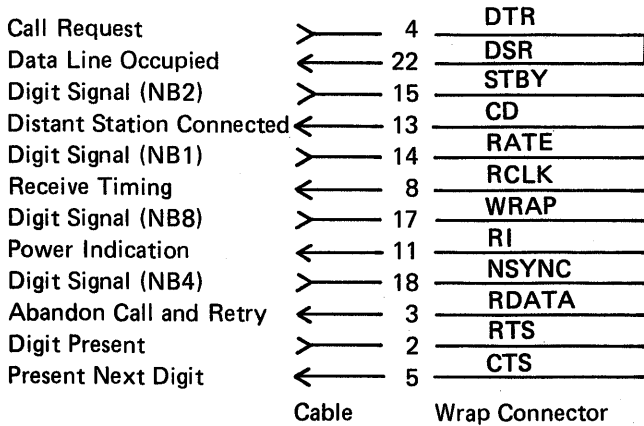 Call Request 4 DTR
Data Line Occupied 22 DSR
Digit Signal (NB2) 15 STBY
Distant Station Connected 13 CD
Digit Signal (NB1) 14 RATE
Receive Timing 8 RCLK
Digit Signal (NB8) 17 WRAP
Power Indication 11 RI
Digit Signal (NB4) 18 NSYNC
Abandon Call and Retry 3 RDATA
Digit Present 2 RTS
Present Next Digit 5 CTS
Cable Wrap Connector